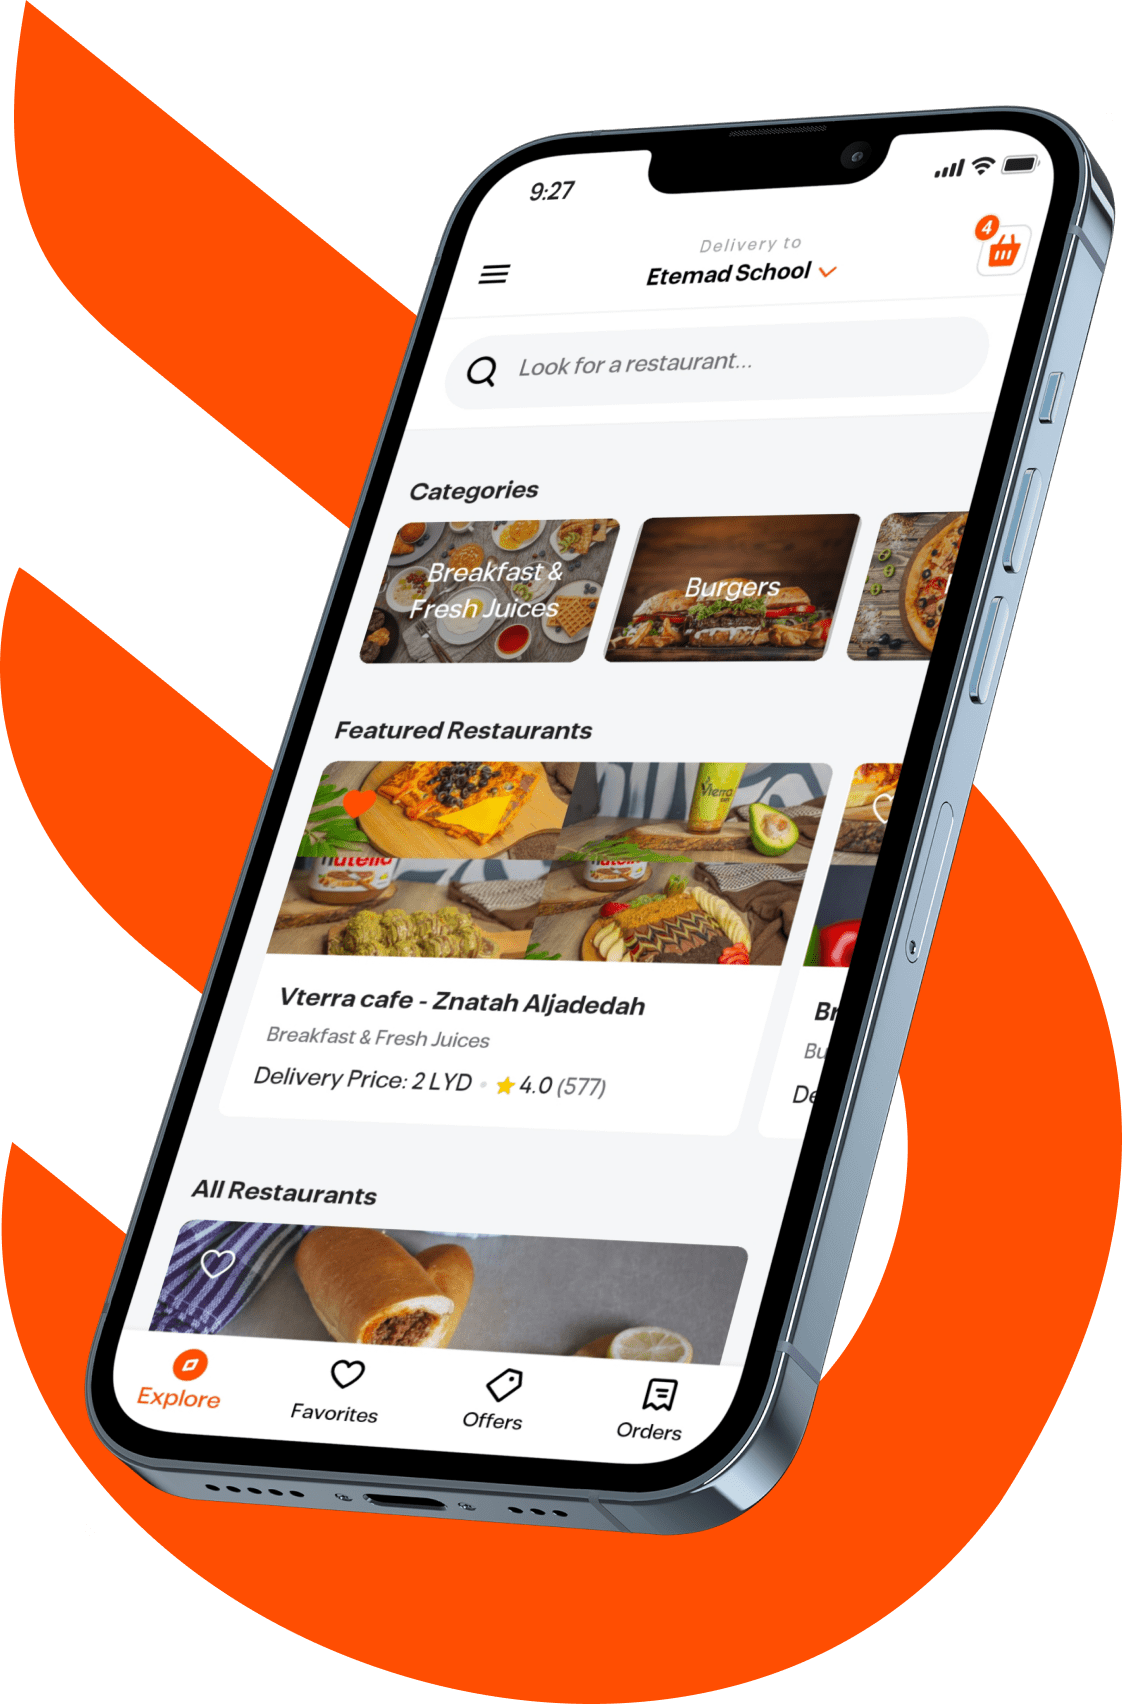 9:27
Delivery to
Etemad School
4
Look for a restaurant...
Categories
Breakfast &
Fresh Juices
Burgers
Featured Restaurants
Vterra
nutella
Vterra cafe - Znatah Aljadedah
Breakfast & Fresh Juices
Delivery Price: 2 LYD • 4.0 (577)
Br
Bu
De
All Restaurants
Explore
Favorites
Offers
Orders